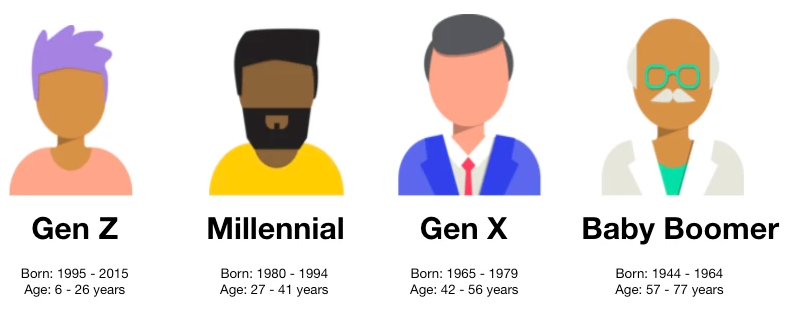 Gen Z
Millennial
Gen X
Baby Boomer
Born: 1995 - 2015
Age: 6 - 26 years
Born: 1980 - 1994
Age: 27 - 41 years
Born: 1965 - 1979
Age: 42 - 56 years
Born: 1944 - 1964
Age: 57 - 77 years